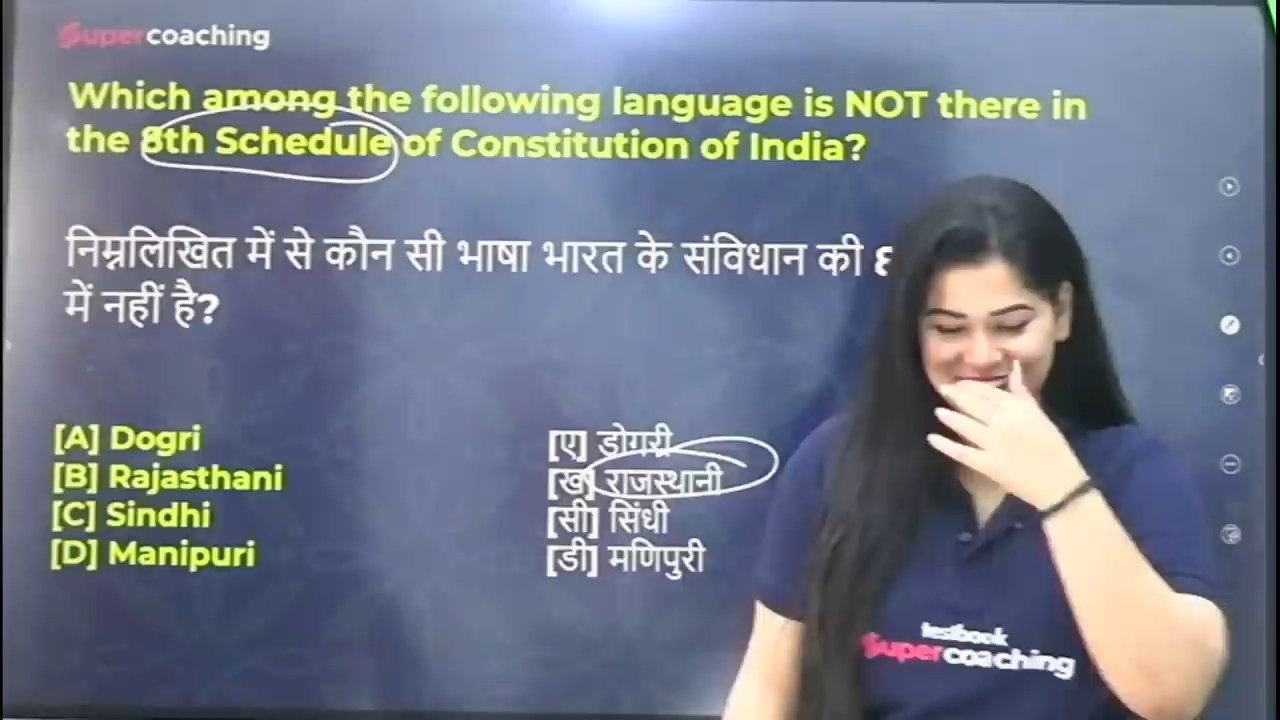 Supercoaching
Which among the following language is NOT there in
the 8th Schedule of Constitution of India?
निम्नलिखित में से कौन सी भाषा भारत के संविधान की
में नहीं है?
[A] Dogri
[B] Rajasthani
[C] Sindhi
[D] Manipuri
[ए] डोगरी
[ख] राजस्थानी
[सी] सिंधी
[डी] मणिपुरी
testbook
Supercoaching